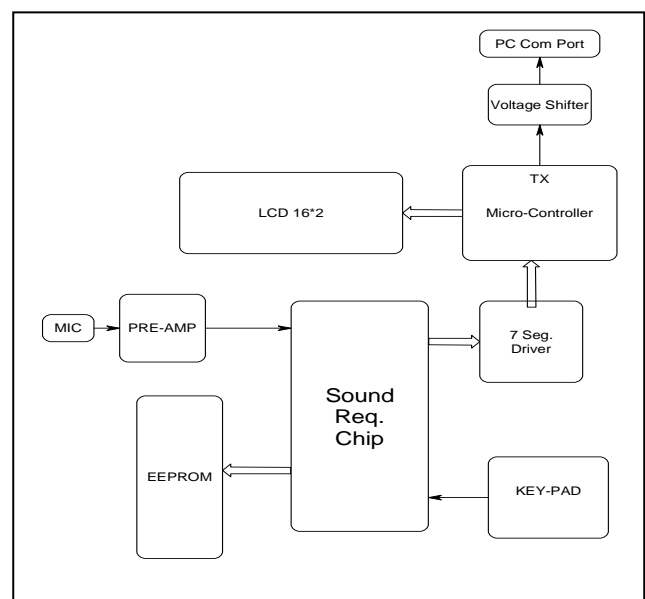 PC Com Port
Voltage Shifter
TX
Micro-Controller
LCD 16*2
MIC
PRE-AMP
7 Seg.
Driver
Sound
Req.
Chip
EEPROM
KEY-PAD